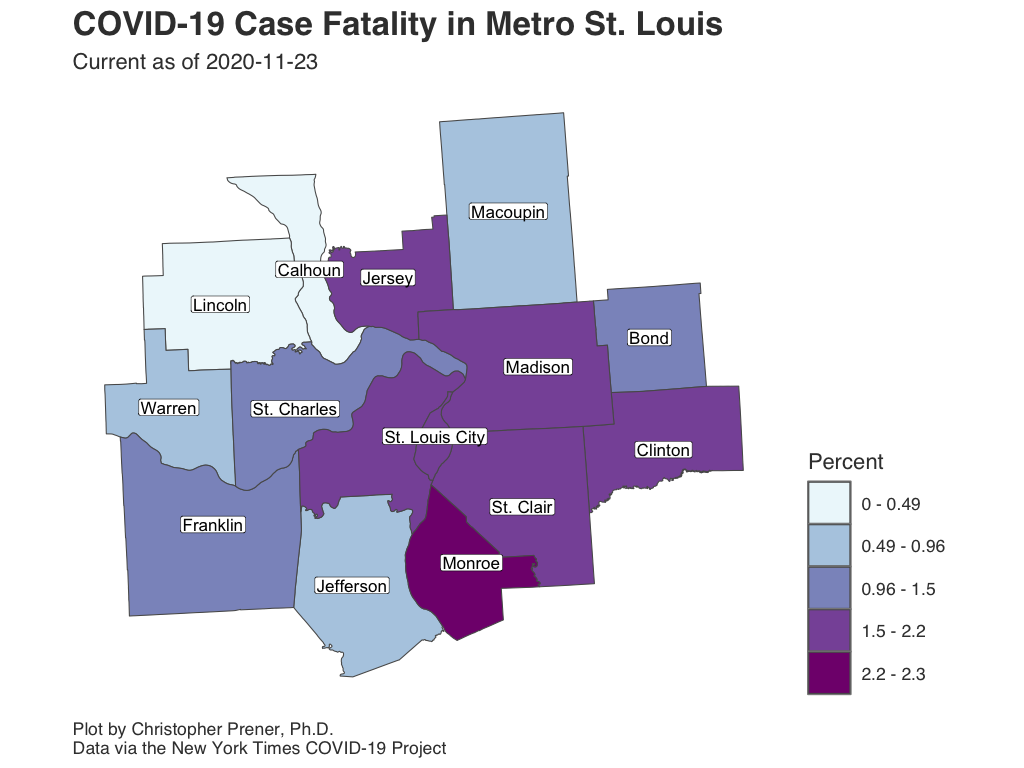 COVID-19 Case Fatality in Metro St. Louis
Current as of 2020-11-23
Macoupin
Calhoun
Jersey
Lincoln
Bond
Madison
Warren
St. Charles
St. Louis City
Clinton
St. Clair
Franklin
Monroe
Jefferson
Percent
0 - 0.49
0.49 - 0.96
0.96 - 1.5
1.5 - 2.2
2.2 - 2.3
Plot by Christopher Prener, Ph.D.
Data via the New York Times COVID-19 Project